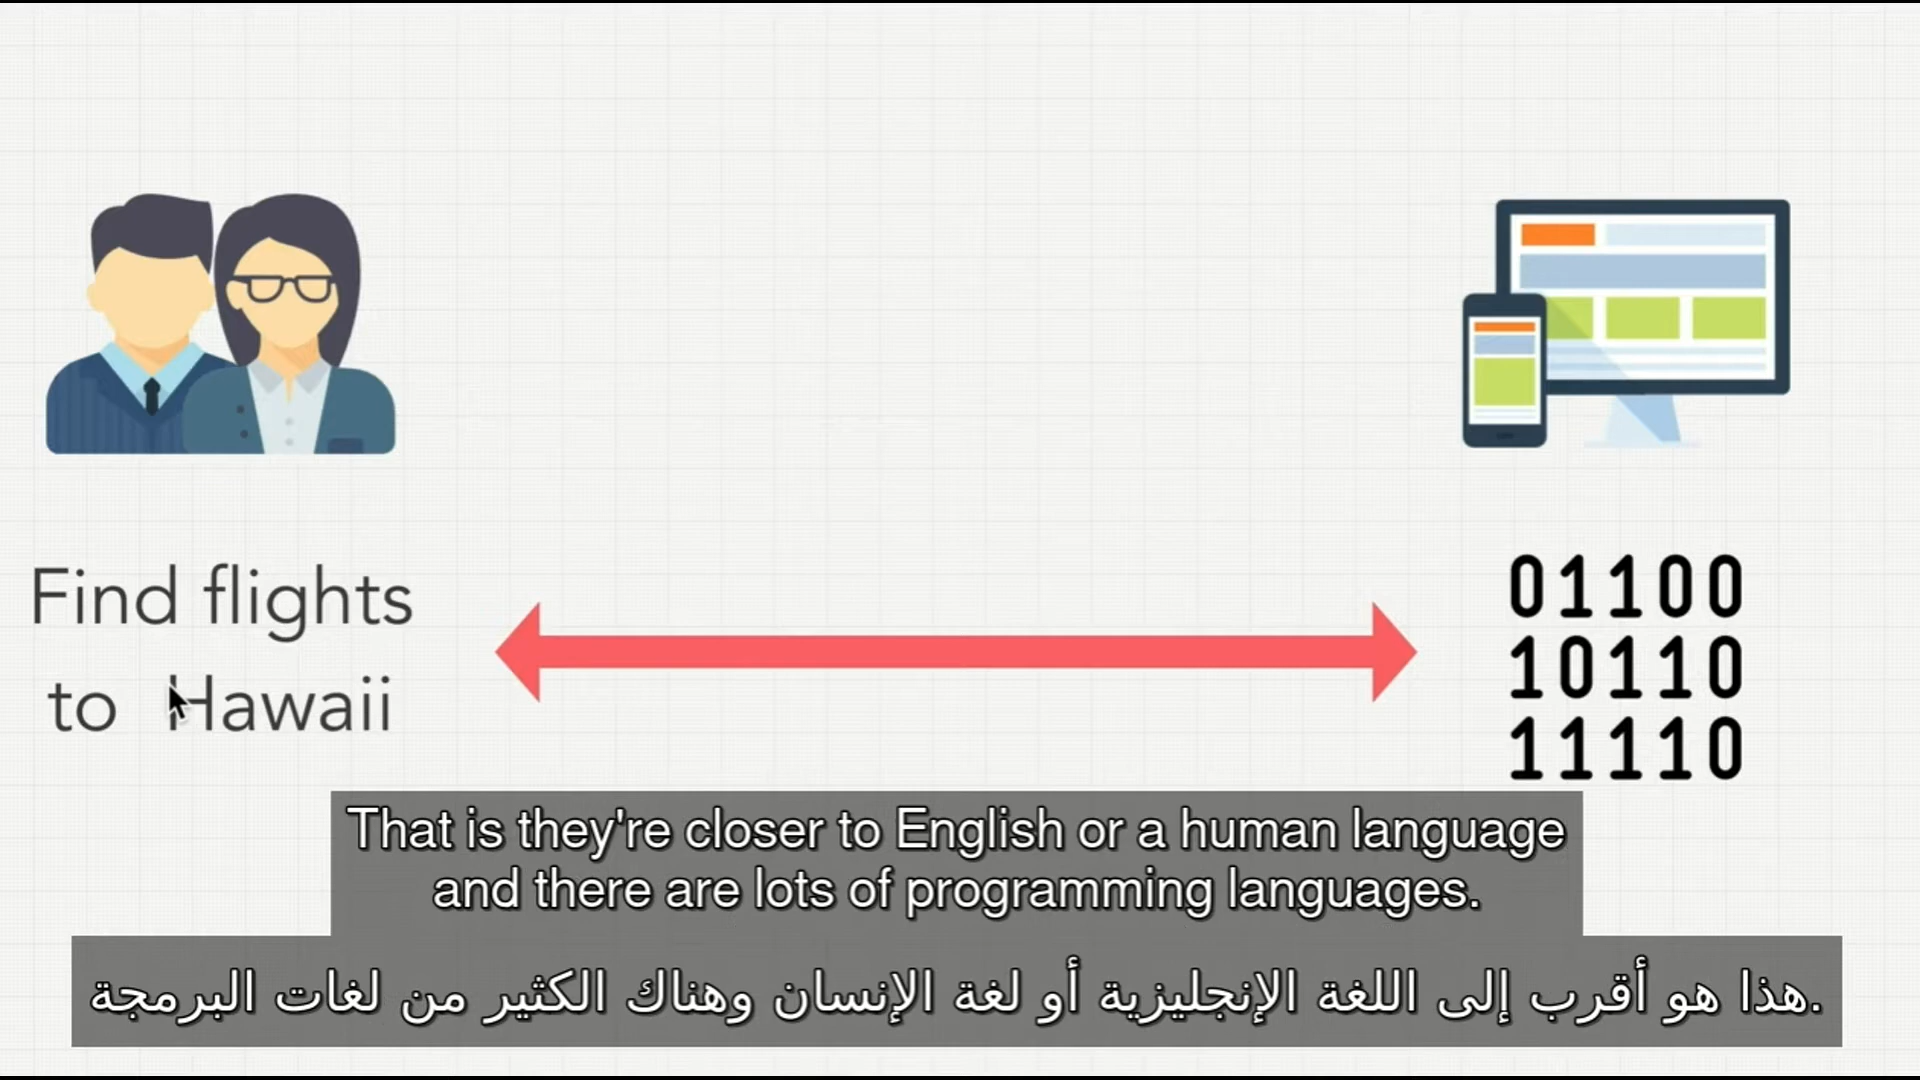 Find flights
to Hawaii
01100
10110
11110
That is they're closer to English or a human language
and there are lots of programming languages.
هذا هو أقرب إلى اللغة الإنجليزية أو لغة الإنسان وهناك الكثير من لغات البرمجة.